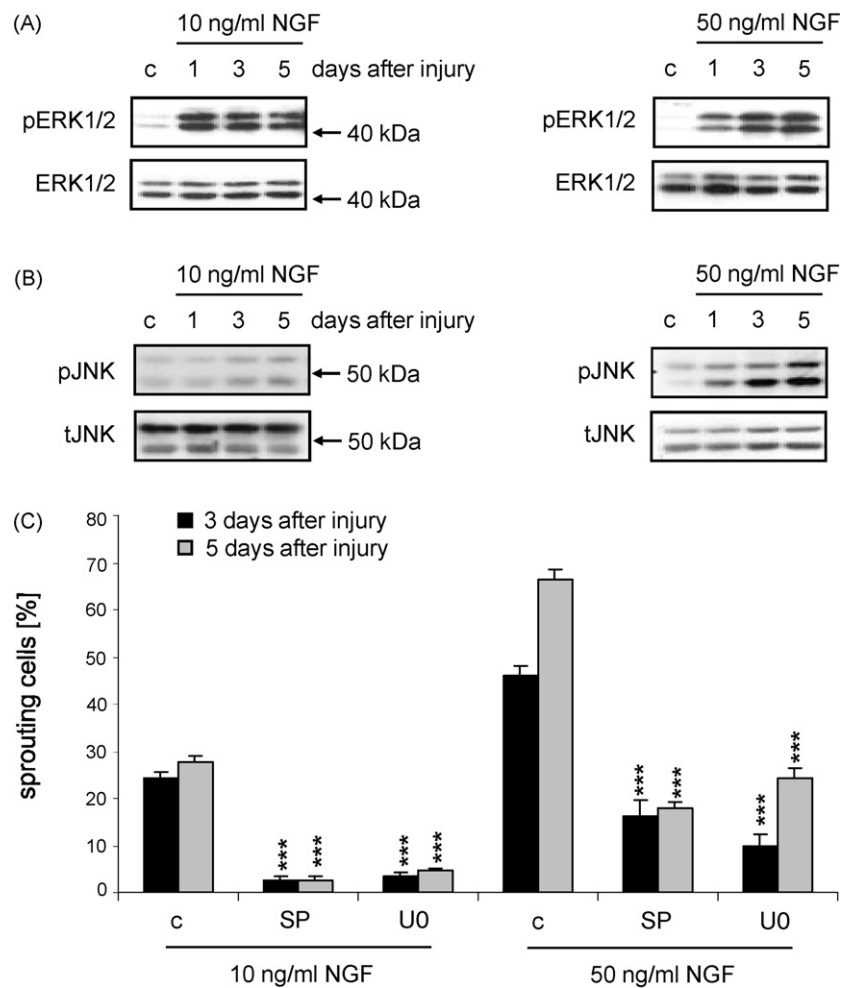 (A)
10 ng/ml NGF
50 ng/ml NGF
c 1 3 5 days after injury
c 1 3 5
pERK1/2
← 40 kDa
pERK1/2
ERK1/2
← 40 kDa
ERK1/2
(B)
10 ng/ml NGF
50 ng/ml NGF
c 1 3 5 days after injury
c 1 3 5
pJNK
← 50 kDa
pJNK
tJNK
← 50 kDa
tJNK
(C)
sprouting cells [%]
80
70
60
50
40
30
20
10
0
3 days after injury
5 days after injury
*** *** *** *** *** *** *** ***
c SP U0 c SP U0
10 ng/ml NGF 50 ng/ml NGF